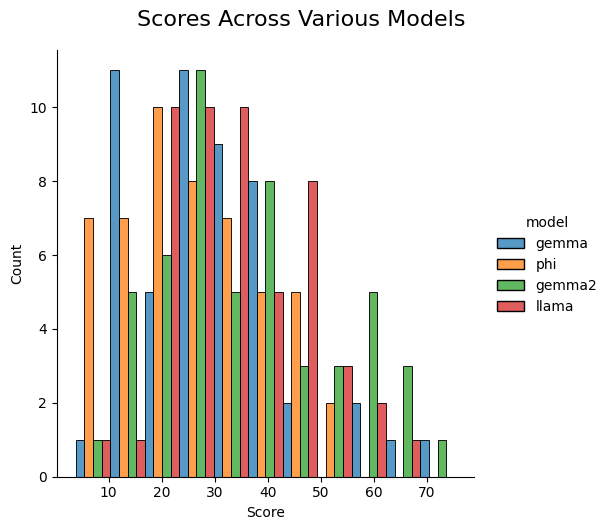 Scores Across Various Models
Count
10
8
6
4
2
0
10 20 30 40 50 60 70
Score
model
gemma
phi
gemma2
llama